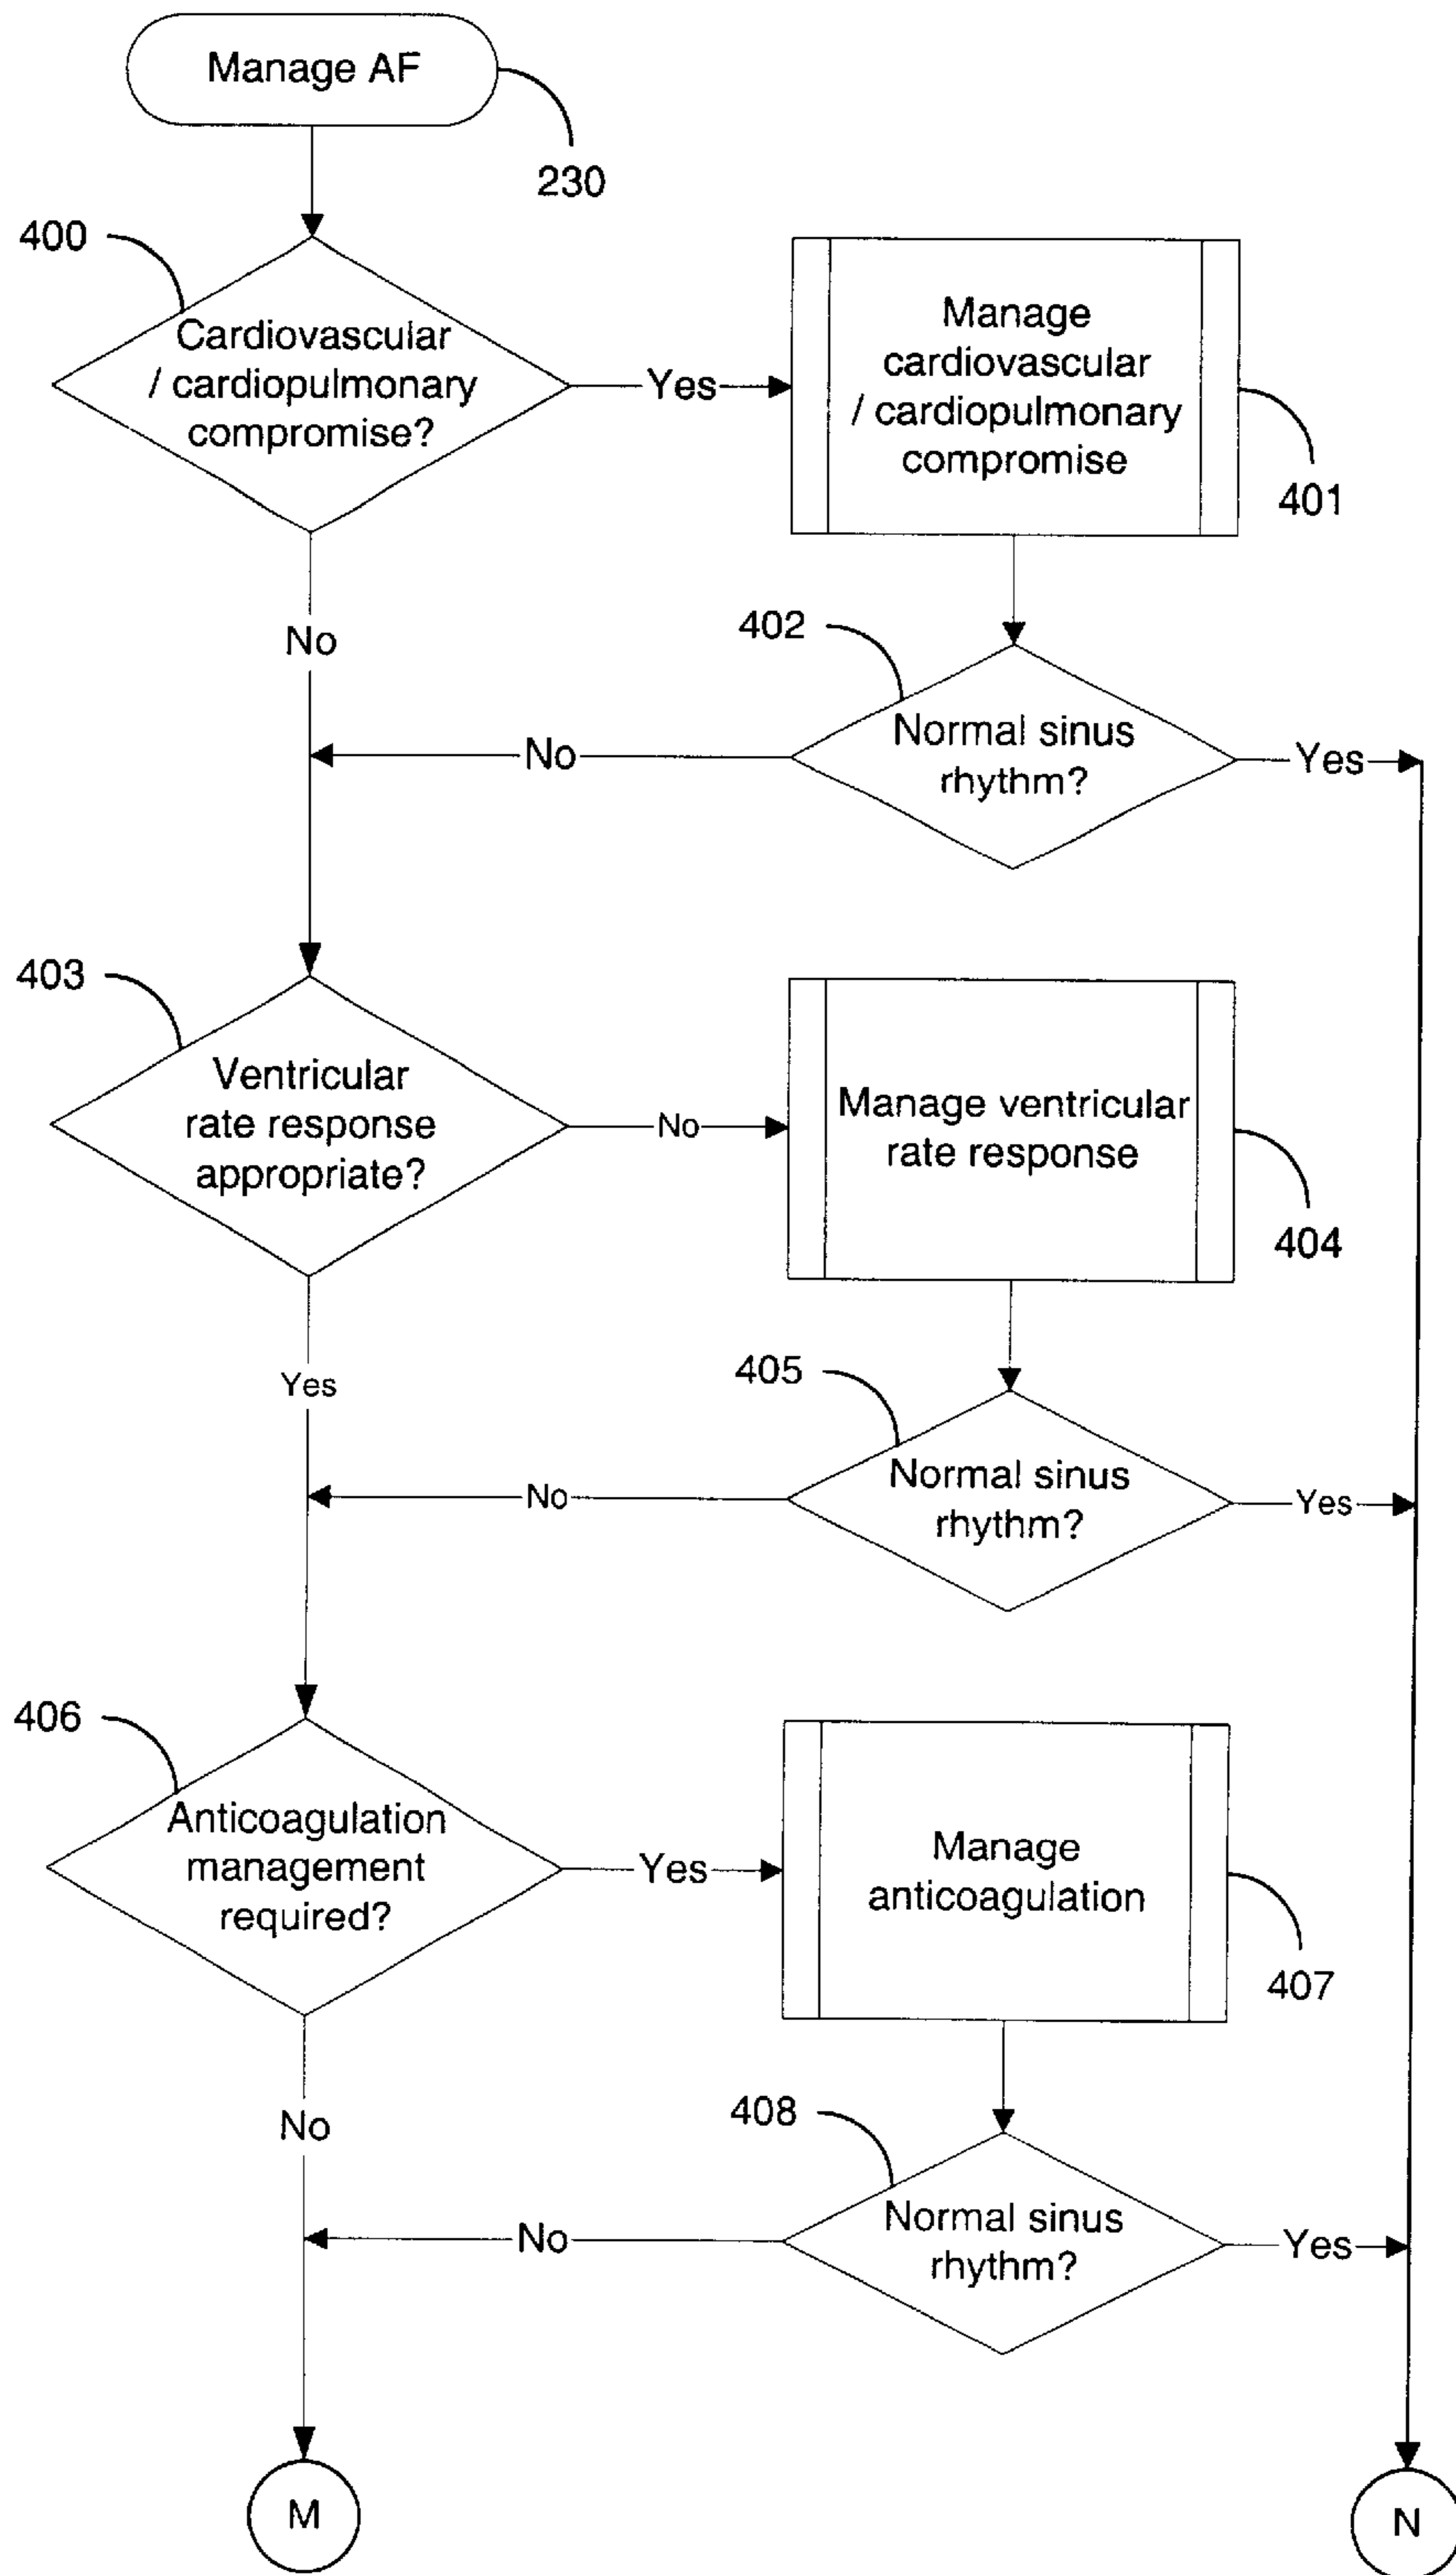 Manage AF
230
400
Cardiovascular
/ cardiopulmonary
compromise?
Yes
Manage
cardiovascular
/ cardiopulmonary
compromise
401
No
402
Normal sinus
rhythm?
No
Yes
403
Ventricular
rate response
appropriate?
No
Manage ventricular
rate response
404
Yes
405
Normal sinus
rhythm?
No
Yes
406
Anticoagulation
management
required?
Yes
Manage
anticoagulation
407
No
408
Normal sinus
rhythm?
No
Yes
M
N